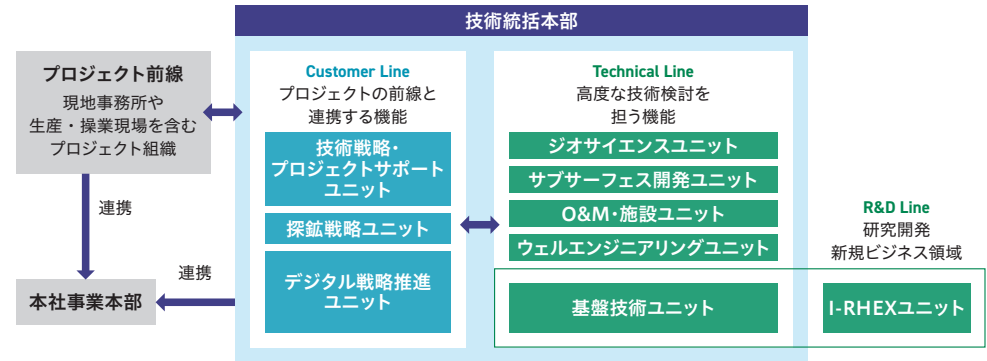 技術統括本部
プロジェクト前線
現地事務所や
生産・操業現場を含む
プロジェクト組織
連携
本社事業本部
連携
Customer Line
プロジェクトの前線と
連携する機能
技術戦略・
プロジェクトサポート
ユニット
探鉱戦略ユニット
デジタル戦略推進
ユニット
Technical Line
高度な技術検討を
担う機能
ジオサイエンスユニット
サブサーフェス開発ユニット
O&M・施設ユニット
ウェルエンジニアリングユニット
基盤技術ユニット
R&D Line
研究開発
新規ビジネス領域
I-RHEXユニット